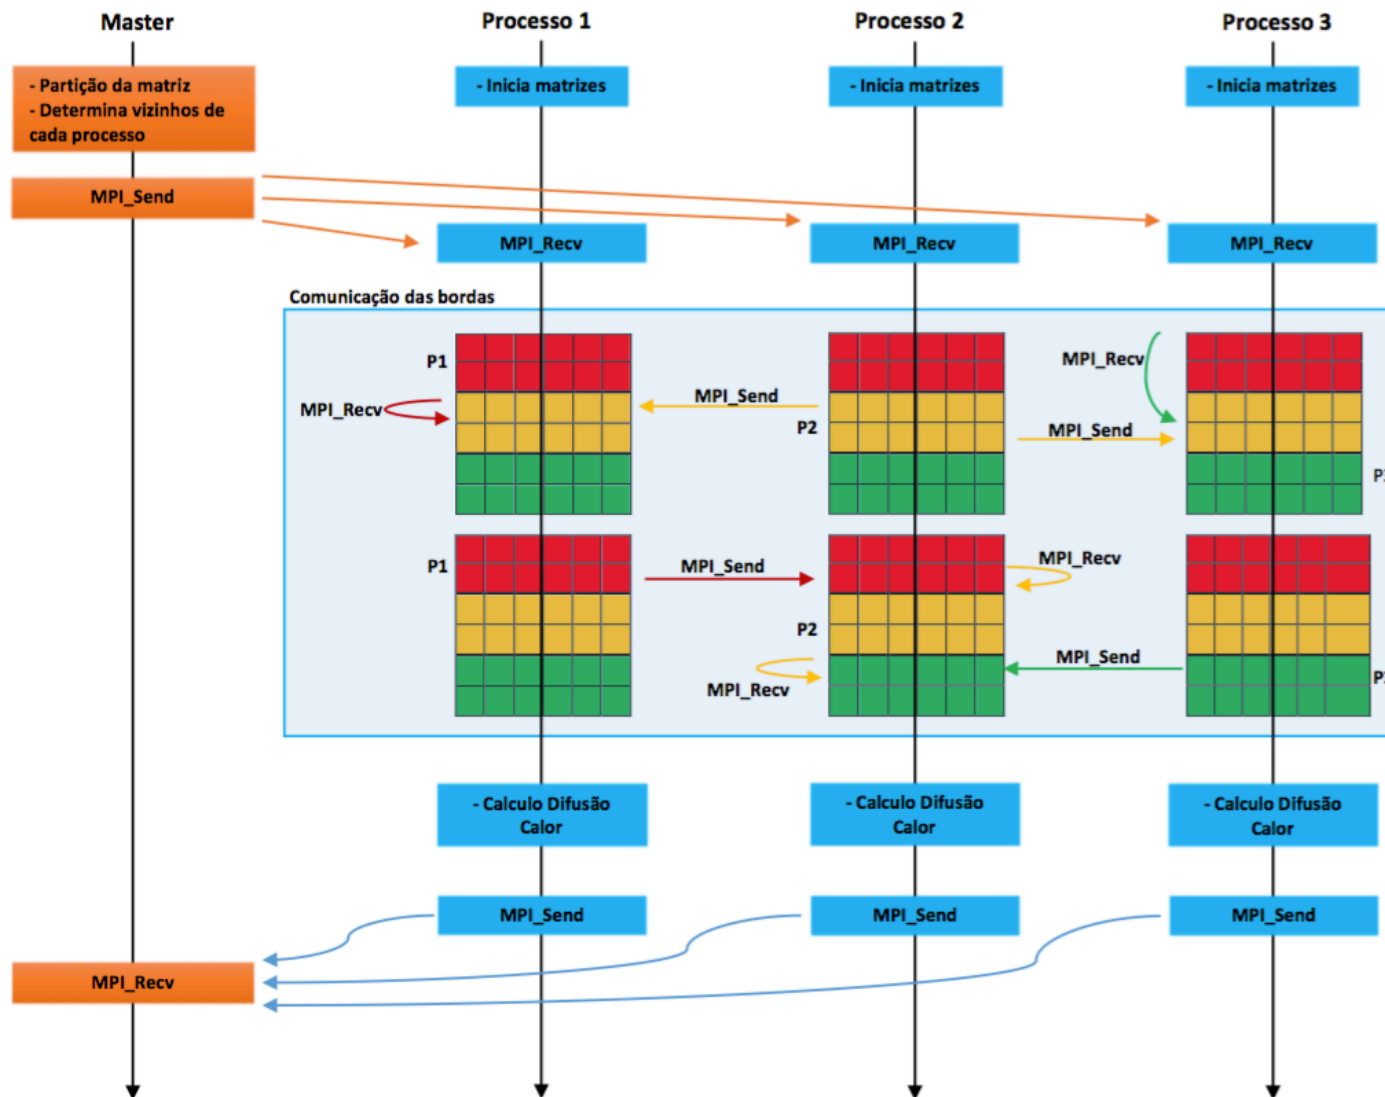 Master
Processo 1
Processo 2
Processo 3
- Partição da matriz
- Determina vizinhos de
cada processo
- Inicia matrizes
- Inicia matrizes
- Inicia matrizes
MPI_Send
MPI_Recv
MPI_Recv
MPI_Recv
Comunicação das bordas
P1
MPI_Recv
MPI_Send
P2
MPI_Send
MPI_Recv
P1
MPI_Send
MPI_Recv
P2
MPI_Recv
MPI_Send
- Calculo Difusão
Calor
- Calculo Difusão
Calor
- Calculo Difusão
Calor
MPI_Send
MPI_Send
MPI_Send
MPI_Recv